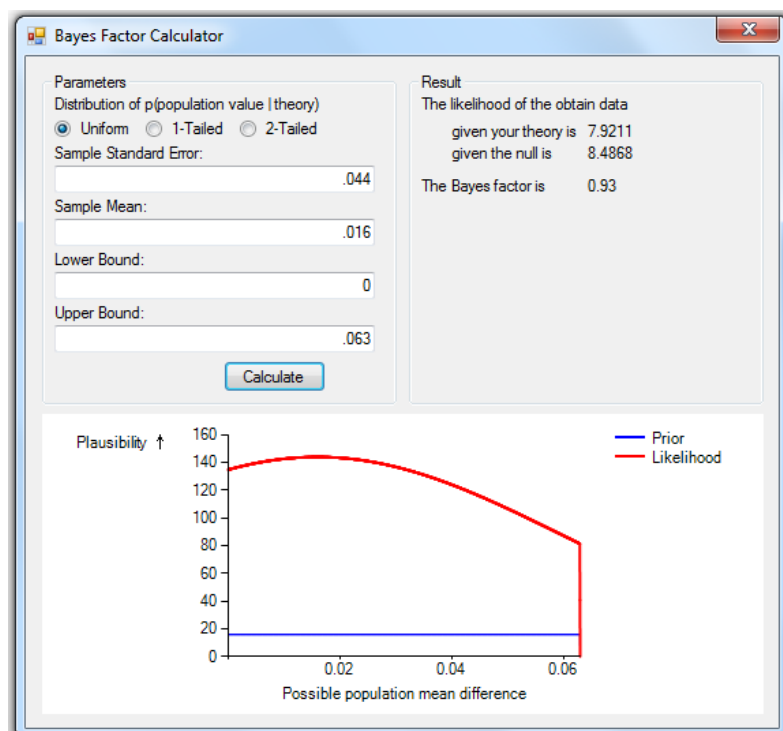 Bayes Factor Calculator
Parameters
Distribution of p(population value | theory)
Uniform 1-Tailed 2-Tailed
Sample Standard Error:
.044
Sample Mean:
.016
Lower Bound:
0
Upper Bound:
.063
Calculate
Result
The likelihood of the obtain data
given your theory is 7.9211
given the null is 8.4868
The Bayes factor is 0.93
Plausibility ↑
160
140
120
100
80
60
40
20
0
0.02 0.04 0.06
Possible population mean difference
Prior
Likelihood